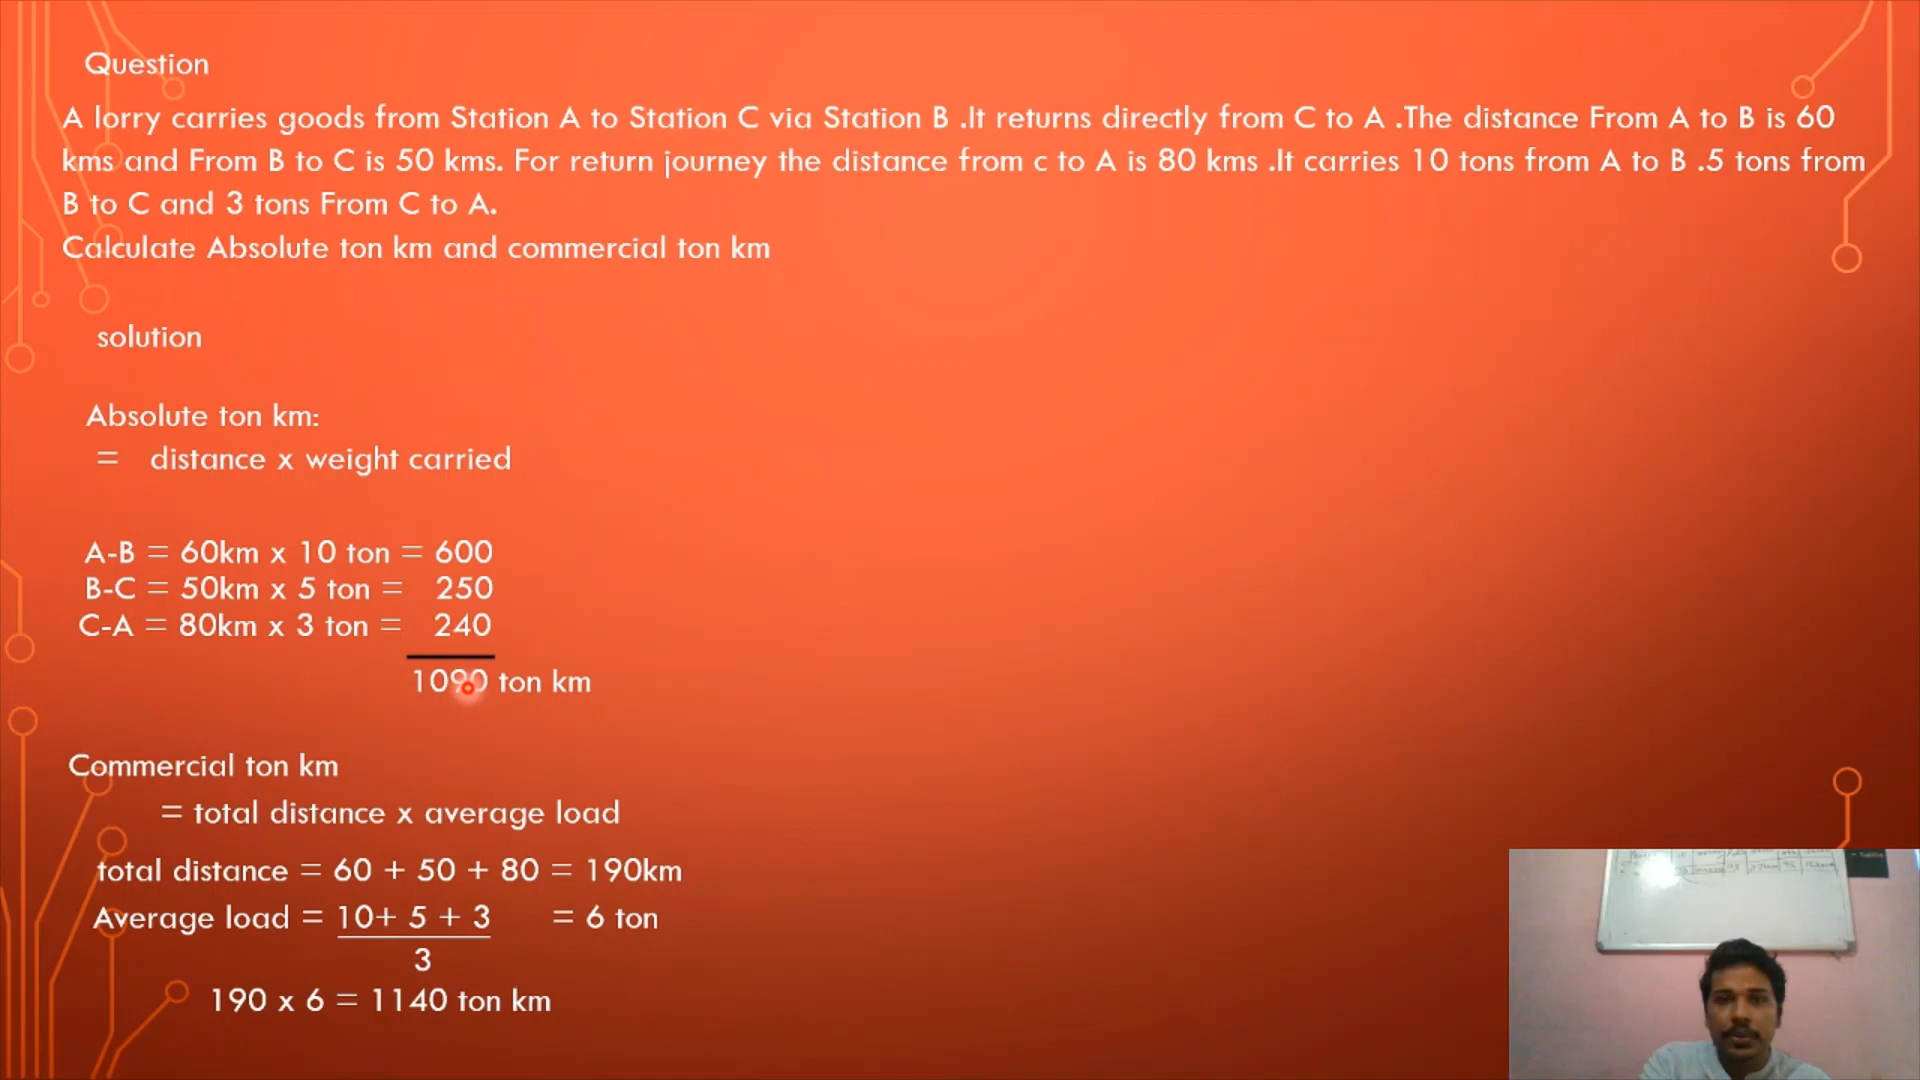 Question
A lorry carries goods from Station A to Station C via Station B .It returns directly from C to A .The distance From A to B is 60
kms and From B to C is 50 kms. For return journey the distance from c to A is 80 kms .It carries 10 tons from A to B .5 tons from
B to C and 3 tons From C to A.
Calculate Absolute ton km and commercial ton km
solution
Absolute ton km:
= distance x weight carried
A-B = 60km x 10 ton = 600
B-C = 50km x 5 ton = 250
C-A = 80km x 3 ton = 240
1090 ton km
Commercial ton km
= total distance x average load
total distance = 60 + 50 + 80 = 190km
Average load = 10+ 5 + 3 = 6 ton
3
190 x 6 = 1140 ton km